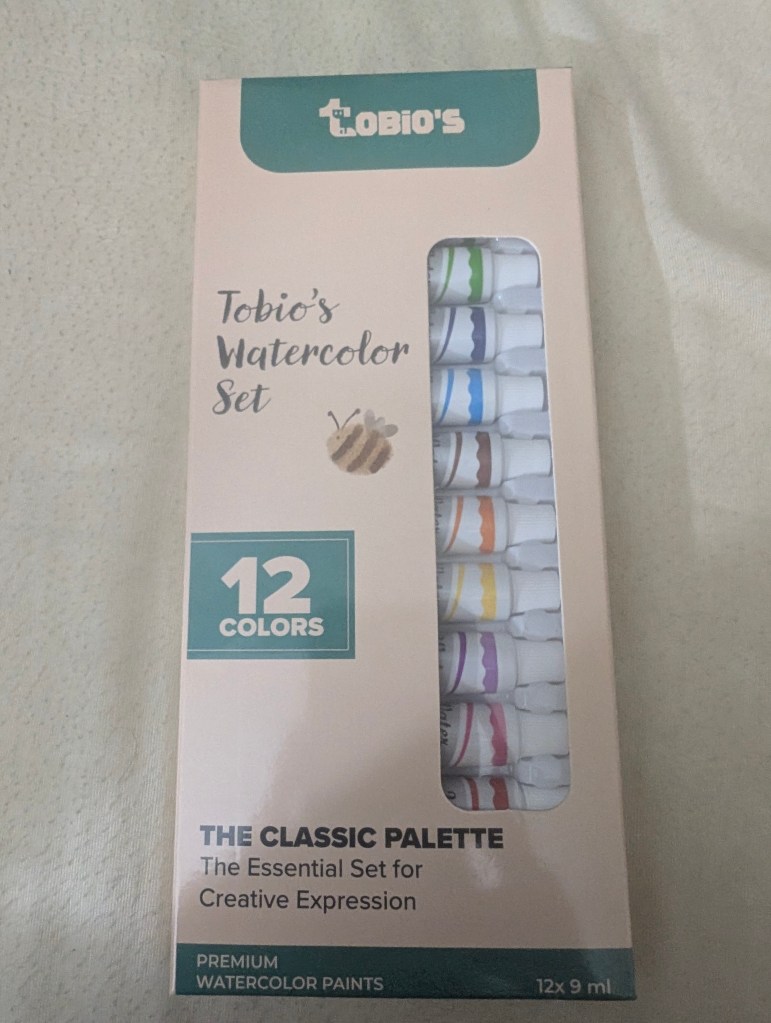 tOBiO'S
Tobio's
Watercolor
Set
12
COLORS
THE CLASSIC PALETTE
The Essential Set for
Creative Expression
PREMIUM
WATERCOLOR PAINTS
12x 9 ml